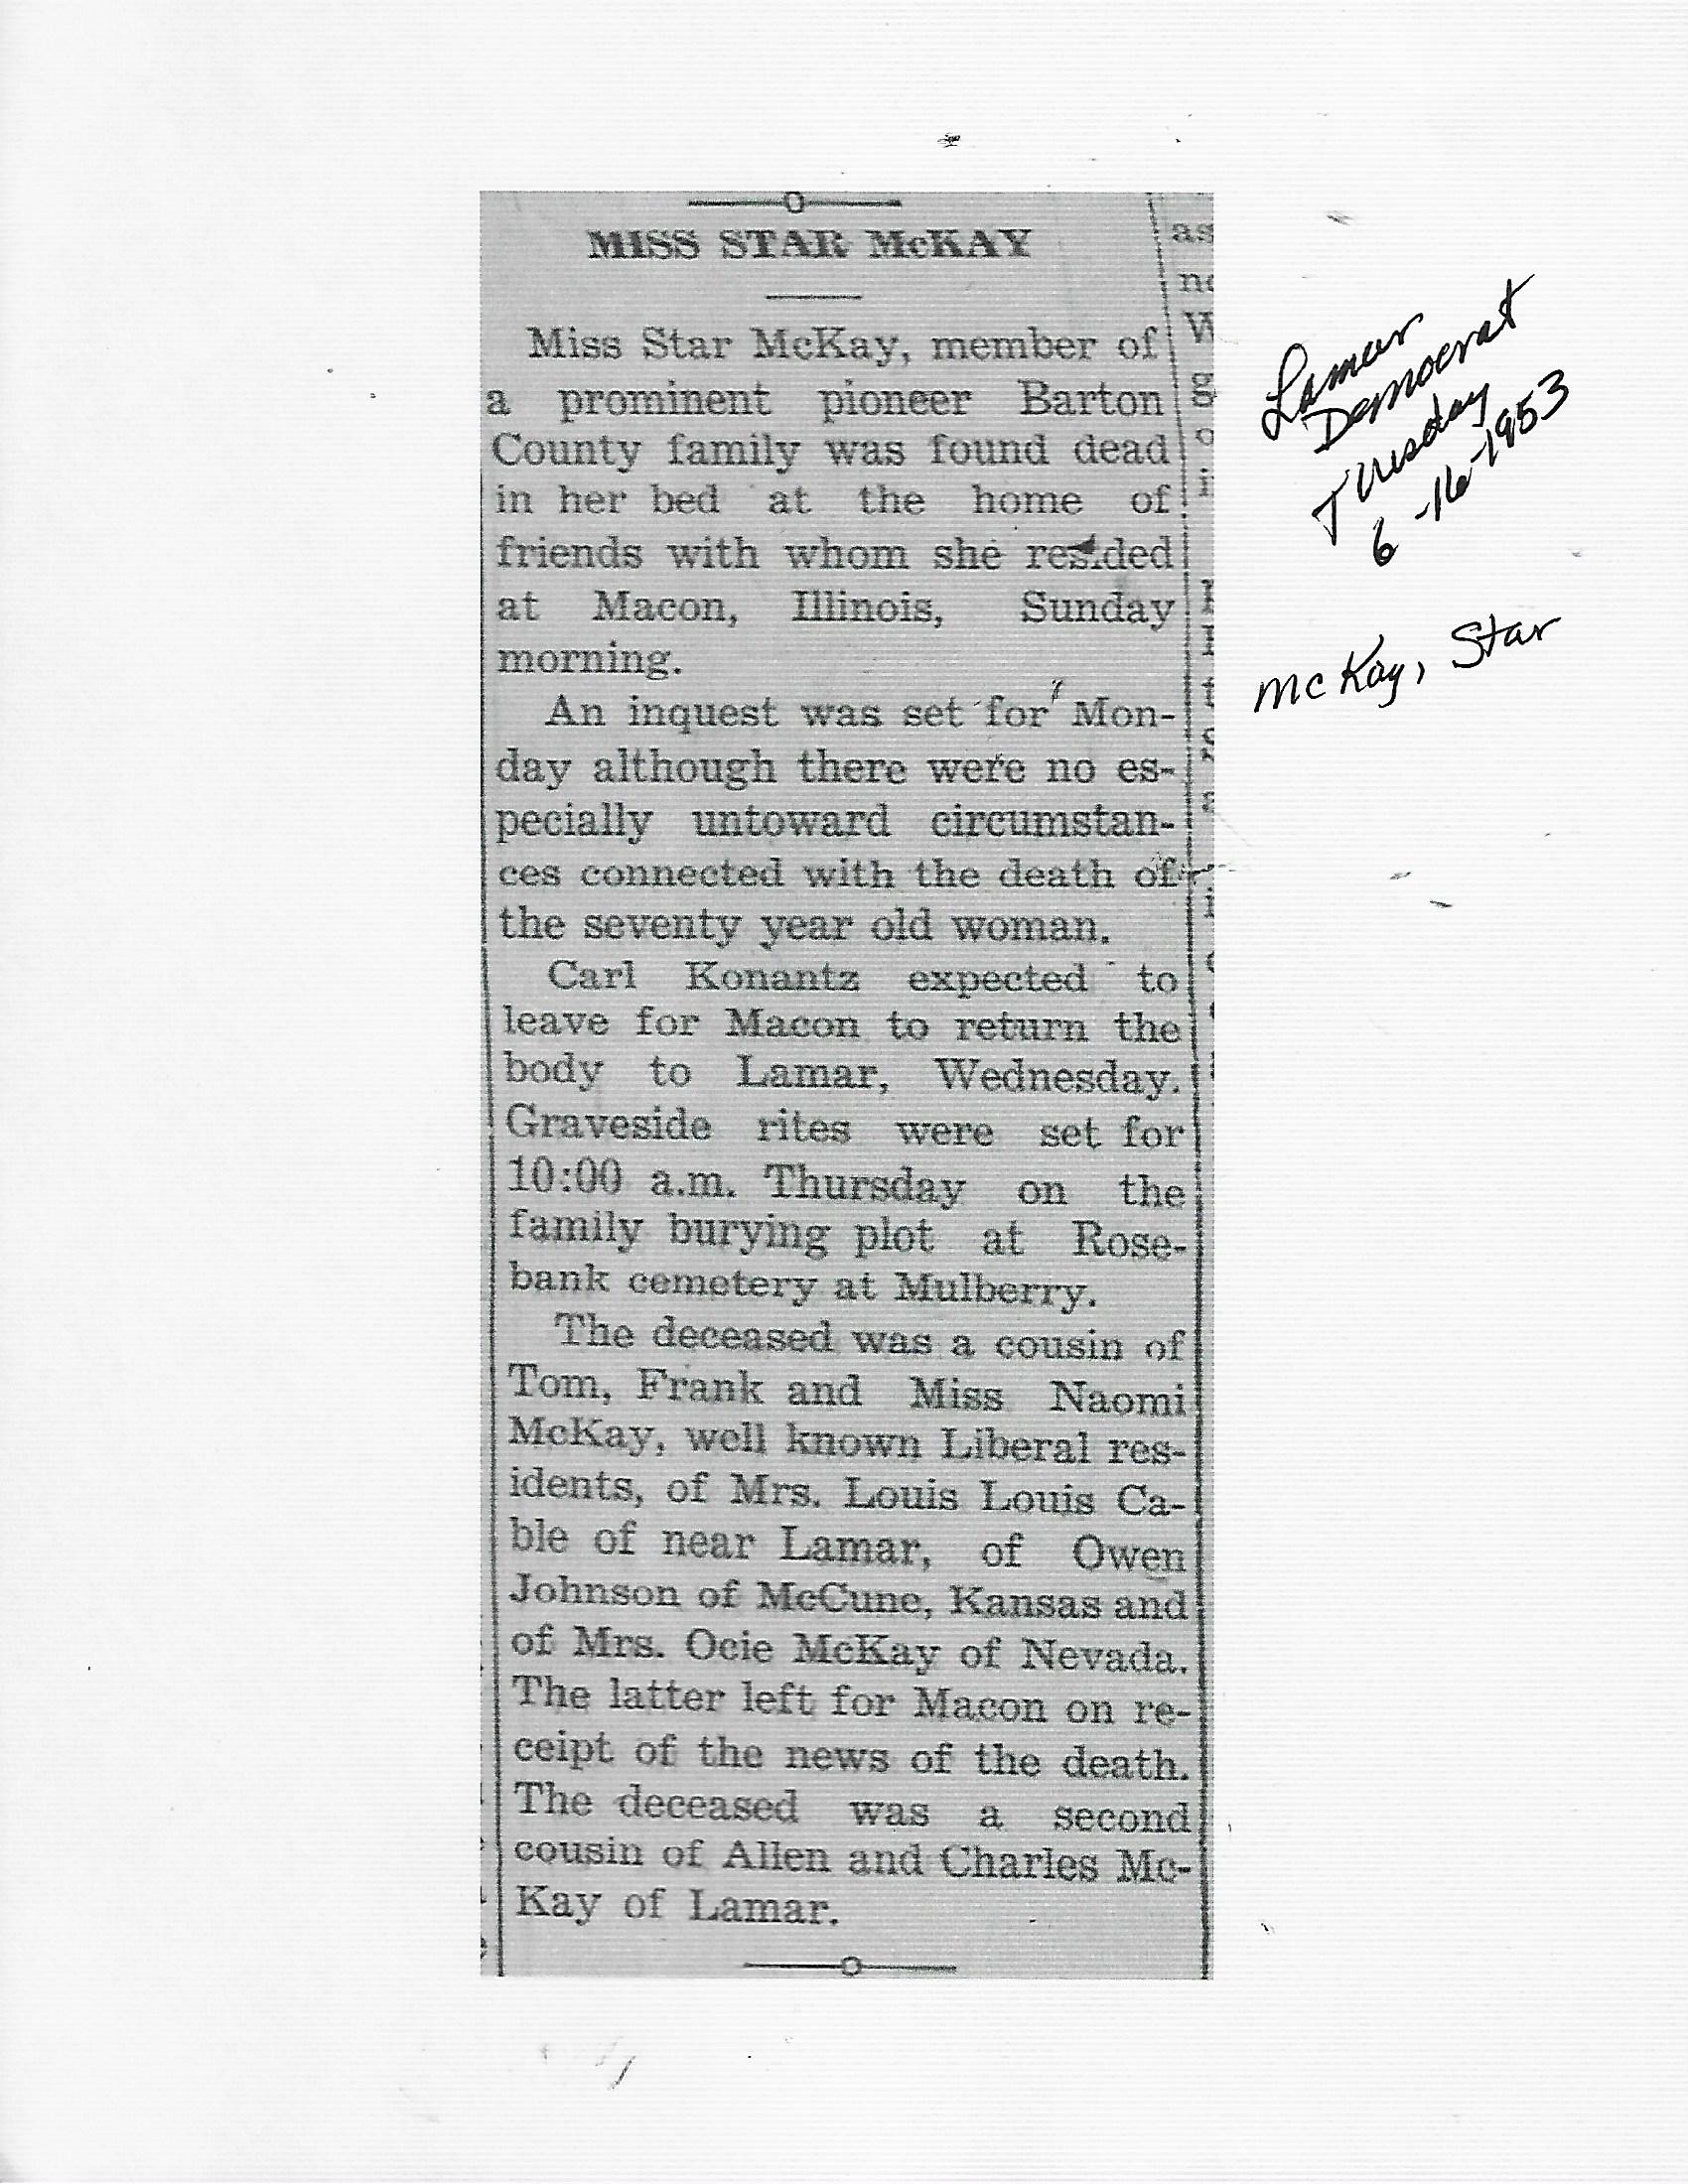 MISS STAR McKAY
Miss Star McKay, member of
a prominent pioneer Barton
County family was found dead
in her bed at the home of
friends with whom she resided
at Macon, Illinois, Sunday
morning.
An inquest was set for Mon-
day although there were no es-
pecially untoward circumstan-
ces connected with the death of
the seventy year old woman.
Carl Konantz expected to
leave for Macon to return the
body to Lamar, Wednesday.
Graveside rites were set for
10:00 a.m. Thursday on the
family burying plot at Rose-
bank cemetery at Mulberry.
The deceased was a cousin of
Tom, Frank and Miss Naomi
McKay, well known Liberal res-
idents, of Mrs. Louis Louis Ca-
ble of near Lamar, of Owen
Johnson of McCune, Kansas and
of Mrs. Ocie McKay of Nevada.
The latter left for Macon on re-
ceipt of the news of the death.
The deceased was a second
cousin of Allen and Charles Mc-
Kay of Lamar.
Lamar
Democrat
Tuesday
6-16-1953
McKay, Star